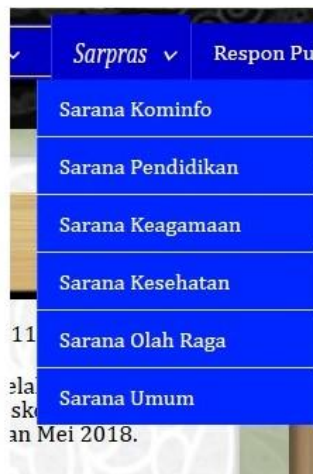 Sarpras
Respon Pu
Sarana Kominfo
Sarana Pendidikan
Sarana Keagamaan
Sarana Kesehatan
Sarana Olah Raga
11
Sarana Umum
an Mei 2018.